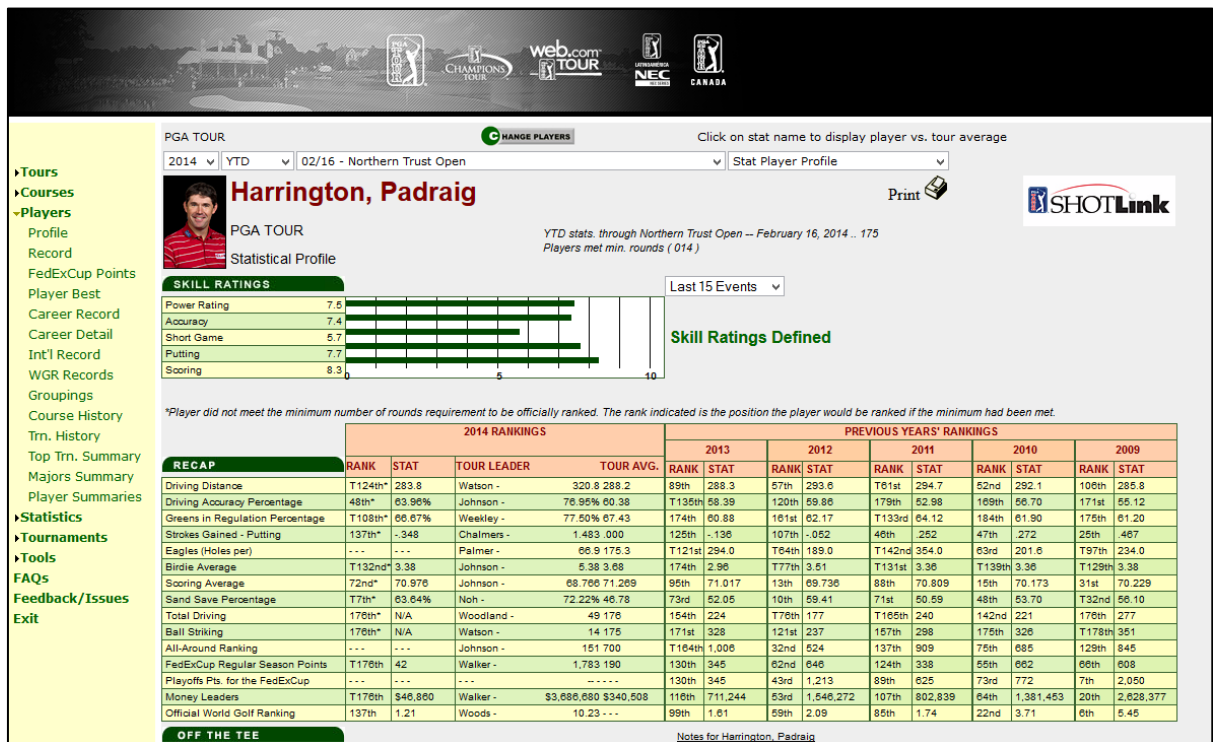 PGA TOUR
CHAMPIONS TOUR
web.com TOUR
LATINOAMÉRICA
NEC
CANADA
PGA TOUR CHANGE PLAYERS Click on stat name to display player vs. tour average
2014 YTD 02/16 - Northern Trust Open Stat Player Profile
Tours
Courses
Players
Profile
Record
FedExCup Points
Player Best
Career Record
Career Detail
Int'l Record
WGR Records
Groupings
Course History
Trn. History
Top Trn. Summary
Majors Summary
Player Summaries
Statistics
Tournaments
Tools
FAQs
Feedback/Issues
Exit
Harrington, Padraig
Print
SHOTLink
PGA TOUR
Statistical Profile
YTD stats. through Northern Trust Open -- February 16, 2014 .. 175
Players met min. rounds ( 014 )
SKILL RATINGS
Last 15 Events
Power Rating 7.5
Accuracy 7.4
Short Game 5.7
Putting 7.7
Scoring 8.3
0 5 10
Skill Ratings Defined
*Player did not meet the minimum number of rounds requirement to be officially ranked. The rank indicated is the position the player would be ranked if the minimum had been met.
2014 RANKINGS PREVIOUS YEARS' RANKINGS
2013 2012 2011 2010 2009
RECAP RANK STAT TOUR LEADER TOUR AVG. RANK STAT RANK STAT RANK STAT RANK STAT RANK STAT
Driving Distance T124th* 283.8 Watson - 320.8 288.2 89th 288.3 57th 293.6 T61st 294.7 52nd 292.1 106th 285.8
Driving Accuracy Percentage 48th* 63.96% Johnson - 76.95% 60.38 T135th 58.39 120th 59.86 179th 52.98 169th 56.70 171st 55.12
Greens in Regulation Percentage T108th* 66.67% Weekley - 77.50% 67.43 174th 60.88 161st 62.17 T133rd 64.12 184th 61.90 175th 61.20
Strokes Gained - Putting 137th* -.348 Chalmers - 1.483 .000 125th -.136 107th -.052 46th .252 47th .272 25th .467
Eagles (Holes per) - - - - - - Palmer - 66.9 175.3 T121st 294.0 T64th 189.0 T142nd 354.0 63rd 201.6 T97th 234.0
Birdie Average T132nd* 3.38 Johnson - 5.38 3.68 174th 2.96 T77th 3.51 T131st 3.36 T139th 3.36 T129th 3.38
Scoring Average 72nd* 70.976 Johnson - 68.766 71.269 95th 71.017 13th 69.736 88th 70.809 15th 70.173 31st 70.229
Sand Save Percentage T7th* 63.64% Noh - 72.22% 46.78 73rd 52.05 10th 59.41 71st 50.59 48th 53.70 T32nd 56.10
Total Driving 176th* N/A Woodland - 49 176 154th 224 T76th 177 T165th 240 142nd 221 176th 277
Ball Striking 176th* N/A Watson - 14 175 171st 328 121st 237 157th 298 175th 326 T178th 351
All-Around Ranking - - - - - - Johnson - 151 700 T164th 1,006 32nd 524 137th 909 75th 685 129th 845
FedExCup Regular Season Points T176th 42 Walker - 1,783 190 130th 345 62nd 646 124th 338 55th 662 66th 608
Playoffs Pts. for the FedExCup - - - - - - - - - -- - - - 130th 345 43rd 1,213 89th 625 73rd 772 7th 2,050
Money Leaders T176th $46,860 Walker - $3,686,680 $340,508 116th 711,244 53rd 1,546,272 107th 802,839 64th 1,381,453 20th 2,628,377
Official World Golf Ranking 137th 1.21 Woods - 10.23 - - - 99th 1.61 59th 2.09 85th 1.74 22nd 3.71 6th 5.45
OFF THE TEE Notes for Harrington, Padraig